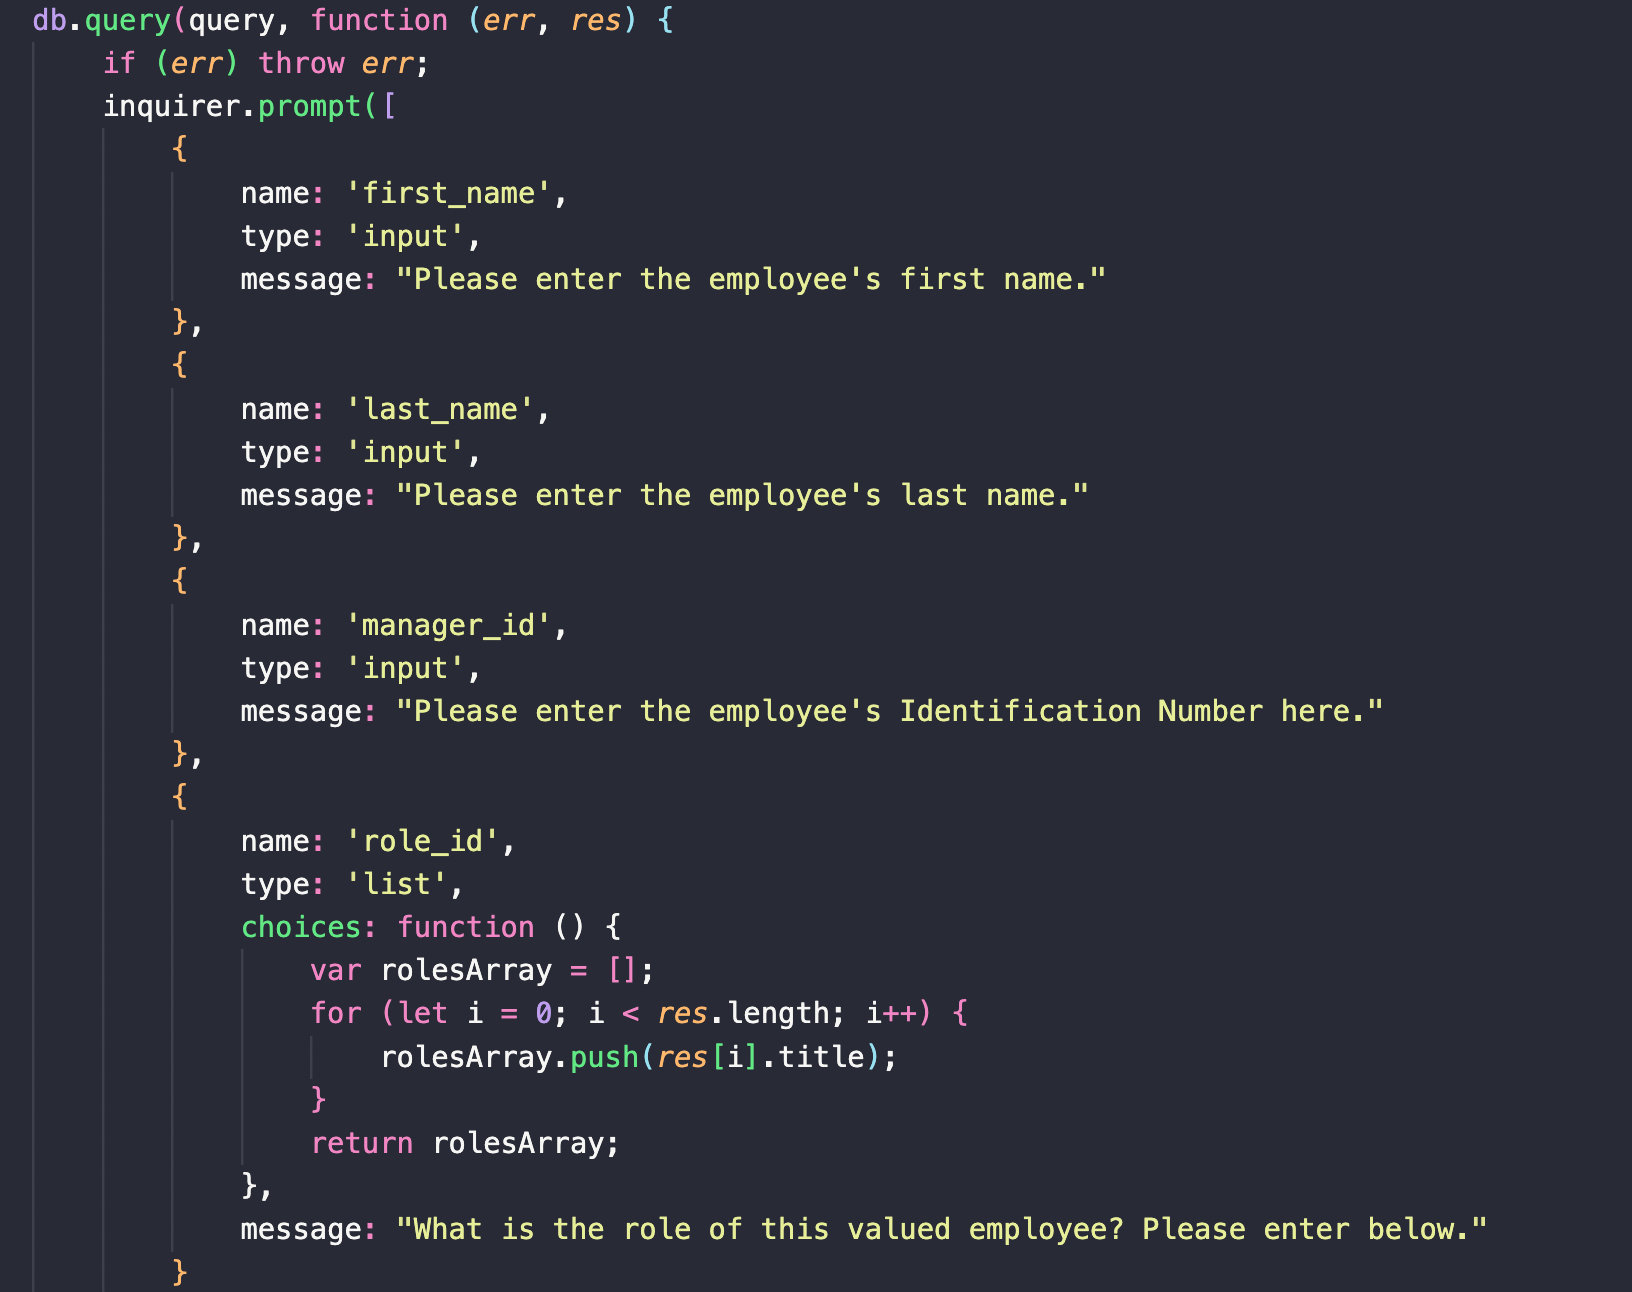 db.query(query, function (err, res) {
if (err) throw err;
inquirer.prompt([
{
name: 'first_name',
type: 'input',
message: "Please enter the employee's first name."
},
{
name: 'last_name',
type: 'input',
message: "Please enter the employee's last name."
},
{
name: 'manager_id',
type: 'input',
message: "Please enter the employee's Identification Number here."
},
{
name: 'role_id',
type: 'list',
choices: function () {
var rolesArray = [];
for (let i = 0; i < res.length; i++) {
rolesArray.push(res[i].title);
}
return rolesArray;
},
message: "What is the role of this valued employee? Please enter below."
}